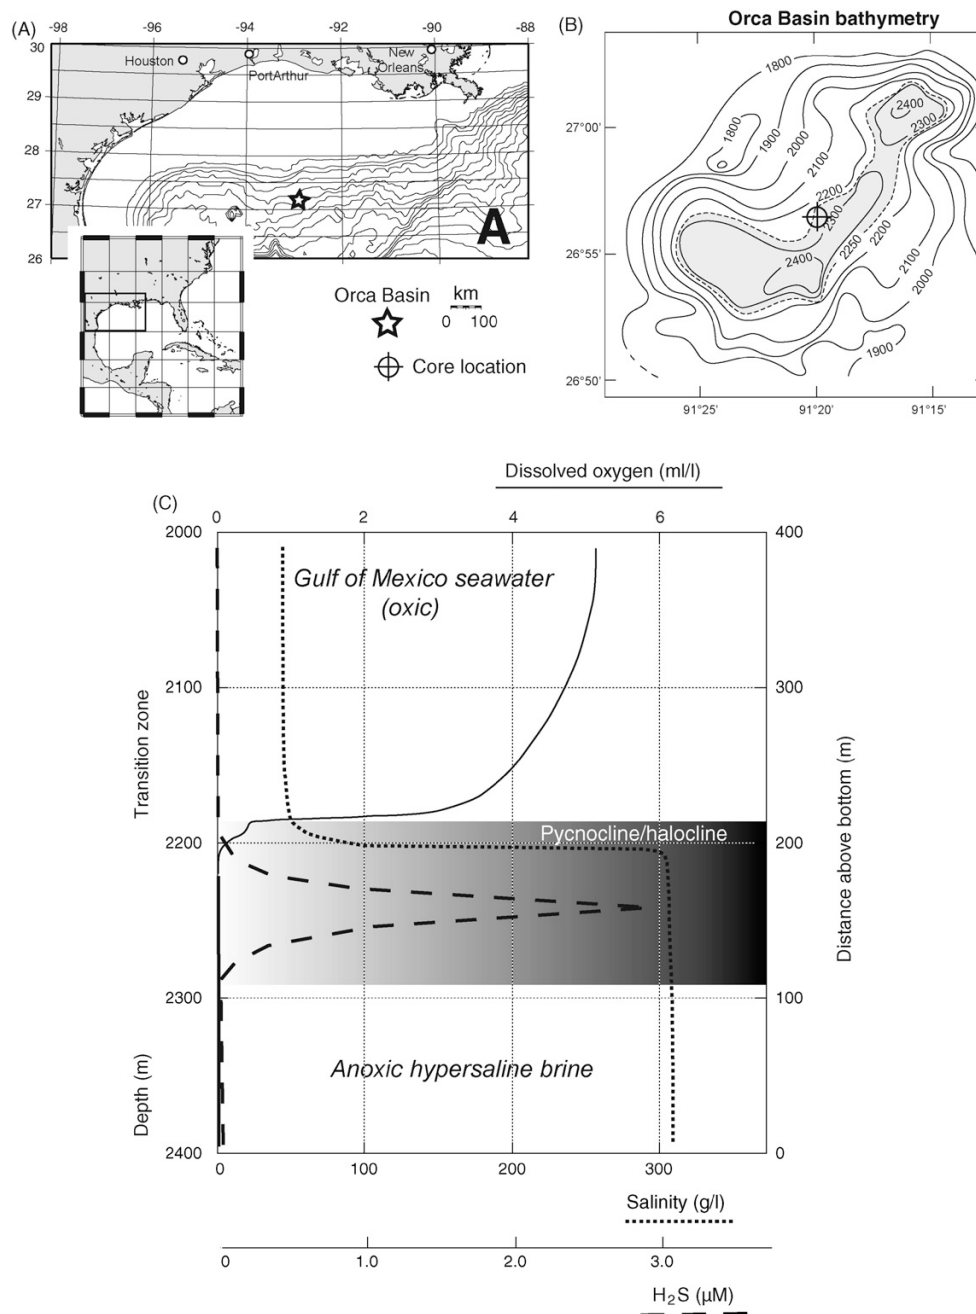 (A)
-98
-96
-94
-92
-90
-88
30
29
28
27
26
Houston
PortArthur
New
Orleans
A
Orca Basin
km
0 100
Core location
(B)
Orca Basin bathymetry
27°00'
26°55'
26°50'
91°25'
91°20'
91°15'
1800
1800
1900
2000
2100
2200
2300
2400
2300
2250
2200
2100
2000
2400
1900
(C)
Dissolved oxygen (ml/l)
0 2 4 6
2000
2100
2200
2300
2400
Transition zone
Depth (m)
400
300
200
100
0
Distance above bottom (m)
Gulf of Mexico seawater
(oxic)
Pycnocline/halocline
Anoxic hypersaline brine
0 100 200 300
Salinity (g/l)
0 1.0 2.0 3.0
H₂S (µM)